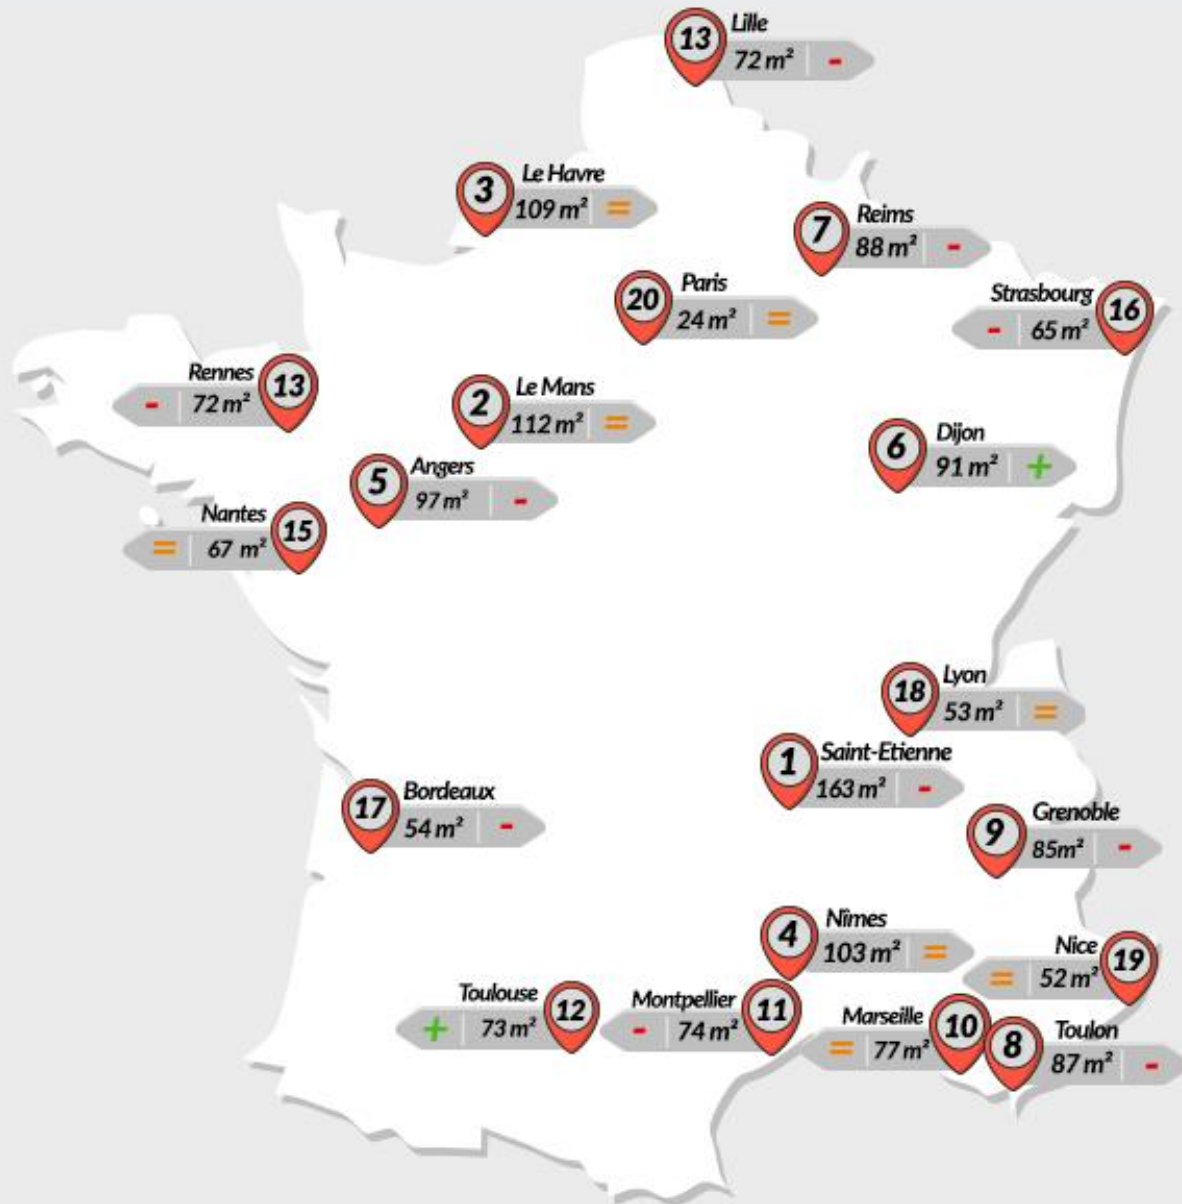 Lille
13
72 m² -
Le Havre
3
109 m² =
Reims
7
88 m² -
Paris
20
24 m² =
Strasbourg
16
- 65 m²
Rennes
13
- 72 m²
Le Mans
2
112 m² =
Dijon
6
91 m² +
Angers
5
97 m² -
Nantes
15
= 67 m²
Lyon
18
53 m² =
Saint-Etienne
1
163 m² -
Bordeaux
17
54 m² -
Grenoble
9
85m² -
Nîmes
4
103 m² =
Nice
19
= 52 m²
Toulouse
12
+ 73 m²
Montpellier
11
- 74 m²
Marseille
10
= 77 m²
Toulon
8
87 m² -